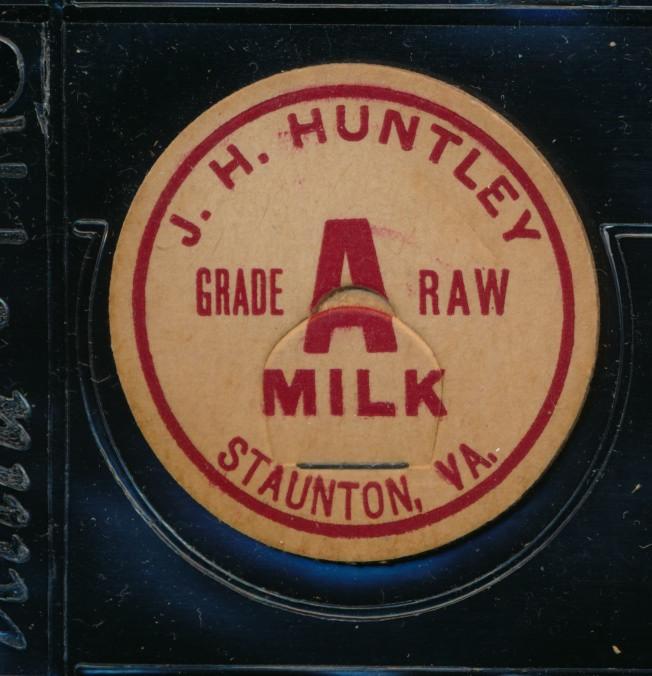 J. H. HUNTLEY
GRADE A RAW
MILK
STAUNTON, VA.